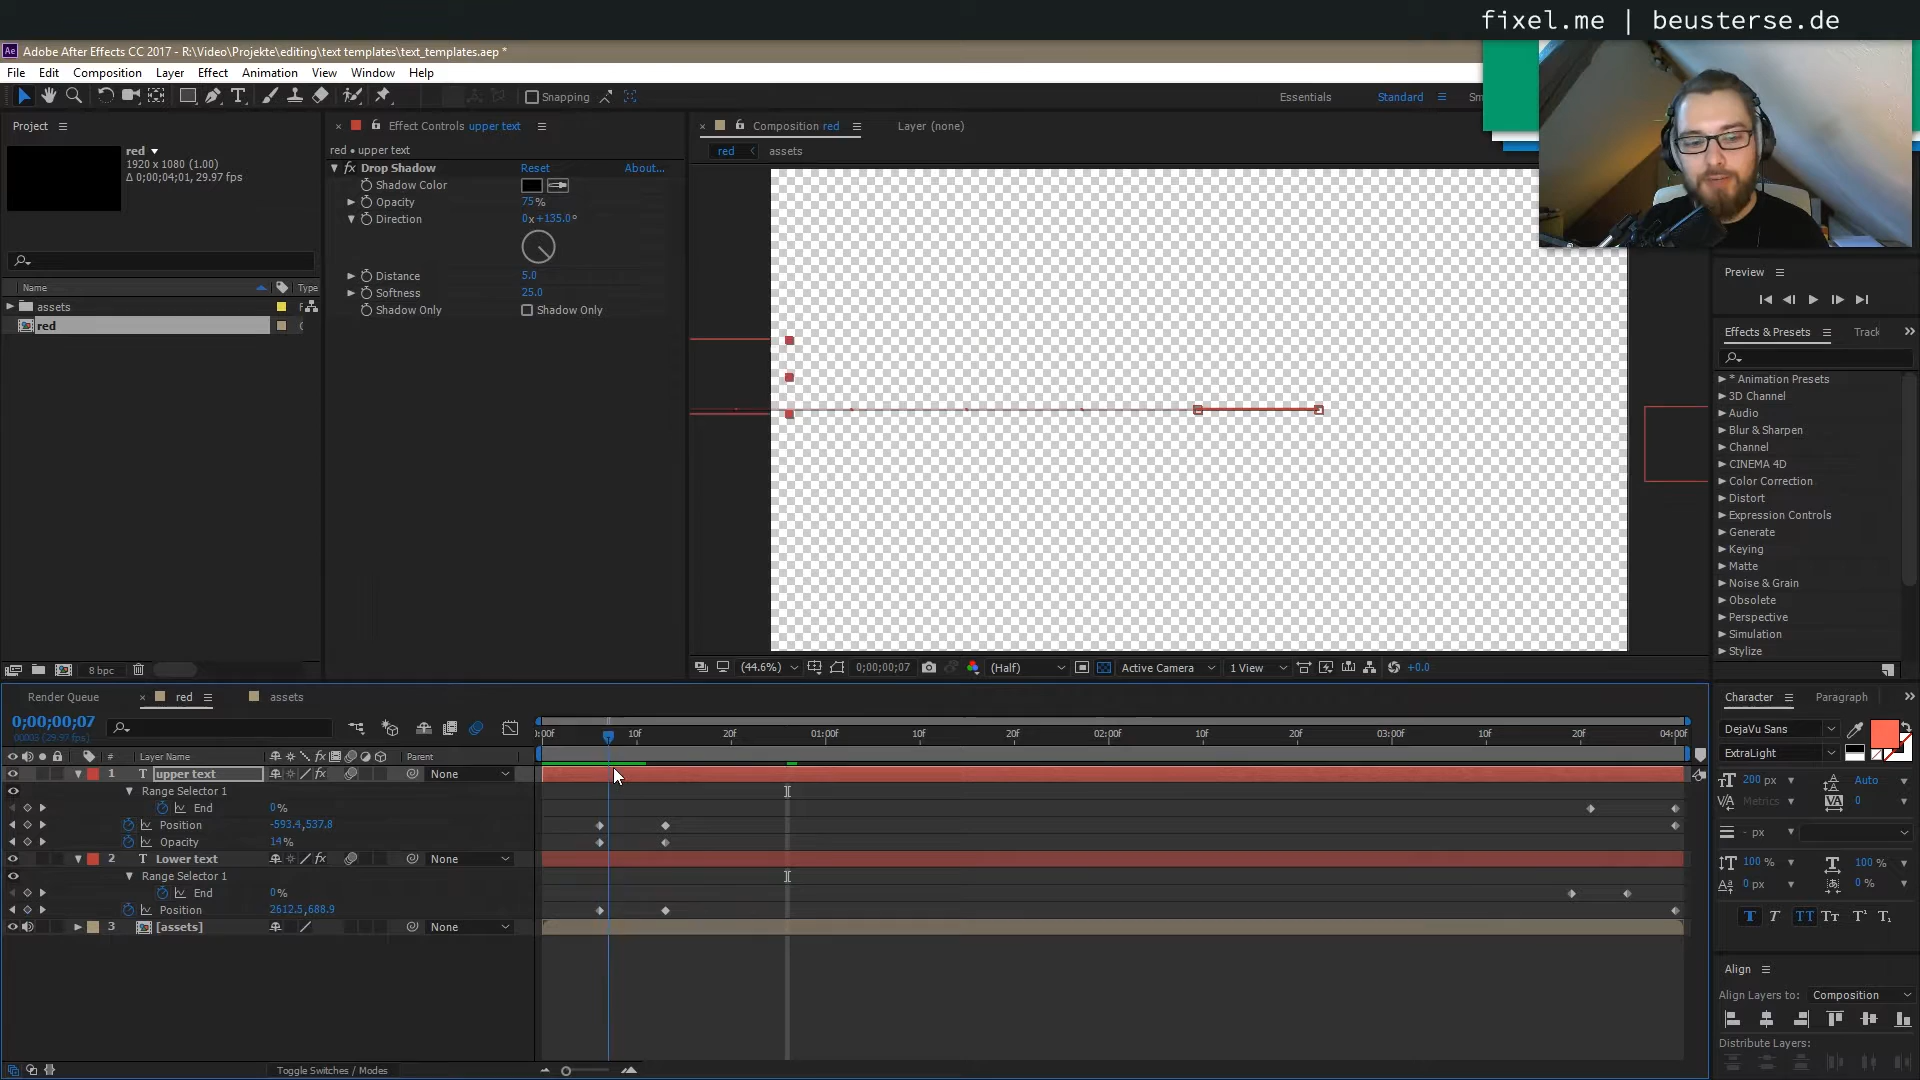 fixel.me | beusterse.de
Adobe After Effects CC 2017 - R:\Video\Projekte\editing\text templates\text_templates.aep *
File Edit Composition Layer Effect Animation View Window Help
Snapping
Essentials Standard
Project
red
1920 x 1080 (1.00)
Δ 0;00;04;01, 29.97 fps
Name Type
assets
red
8 bpc
Effect Controls upper text
red • upper text
fx Drop Shadow Reset About...
Shadow Color
Opacity 75%
Direction 0x+135.0°
Distance 5.0
Softness 25.0
Shadow Only Shadow Only
Composition red Layer (none)
red assets
(44.6%) 0;00;00;07 (Half) Active Camera 1 View +0.0
Preview
Effects & Presets Track
* Animation Presets
3D Channel
Audio
Blur & Sharpen
Channel
CINEMA 4D
Color Correction
Distort
Expression Controls
Generate
Keying
Matte
Noise & Grain
Obsolete
Perspective
Simulation
Stylize
Render Queue red assets
0;00;00;07
# Layer Name fx Parent
10f 20f 01:00f 10f 20f 02:00f 10f 20f 03:00f 10f 20f 04:00f
1 T upper text fx None
Range Selector 1
End 0%
Position -593.4,537.8
Opacity 14%
2 T Lower text fx None
Range Selector 1
End 0%
Position 2612.5,688.9
3 [assets] None
Toggle Switches / Modes
Character Paragraph
DejaVu Sans
ExtraLight
200 px Auto
Metrics 0
- px
100 % 100 %
0 px 0 %
T T TT Tt T¹ T₁
Align
Align Layers to: Composition
Distribute Layers: